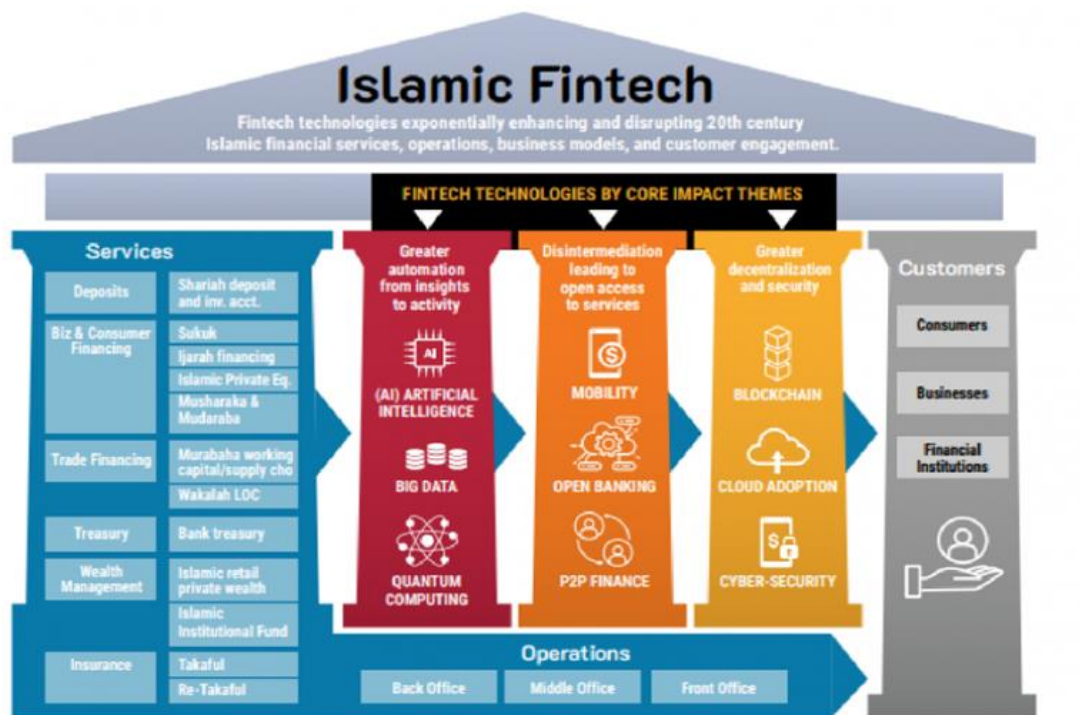 Islamic Fintech
Fintech technologies exponentially enhancing and disrupting 20th century
Islamic financial services, operations, business models, and customer engagement.
FINTECH TECHNOLOGIES BY CORE IMPACT THEMES
Services
Deposits
Shariah deposit
and inv. acct.
Biz & Consumer
Financing
Sukuk
Ijarah financing
Islamic Private Eq.
Musharaka &
Mudaraba
Trade Financing
Murabaha working
capital/supply cho
Wakalah LOC
Treasury
Bank treasury
Wealth
Management
Islamic retail
private wealth
Islamic
Institutional Fund
Insurance
Takaful
Re-Takaful
Greater
automation
from insights
to activity
AI
(AI) ARTIFICIAL
INTELLIGENCE
BIG DATA
QUANTUM
COMPUTING
Disintermediation
leading to
open access
to services
$
MOBILITY
OPEN BANKING
P2P FINANCE
Greater
decentralization
and security
BLOCKCHAIN
CLOUD ADOPTION
$
CYBER-SECURITY
Customers
Consumers
Businesses
Financial
Institutions
Operations
Back Office
Middle Office
Front Office